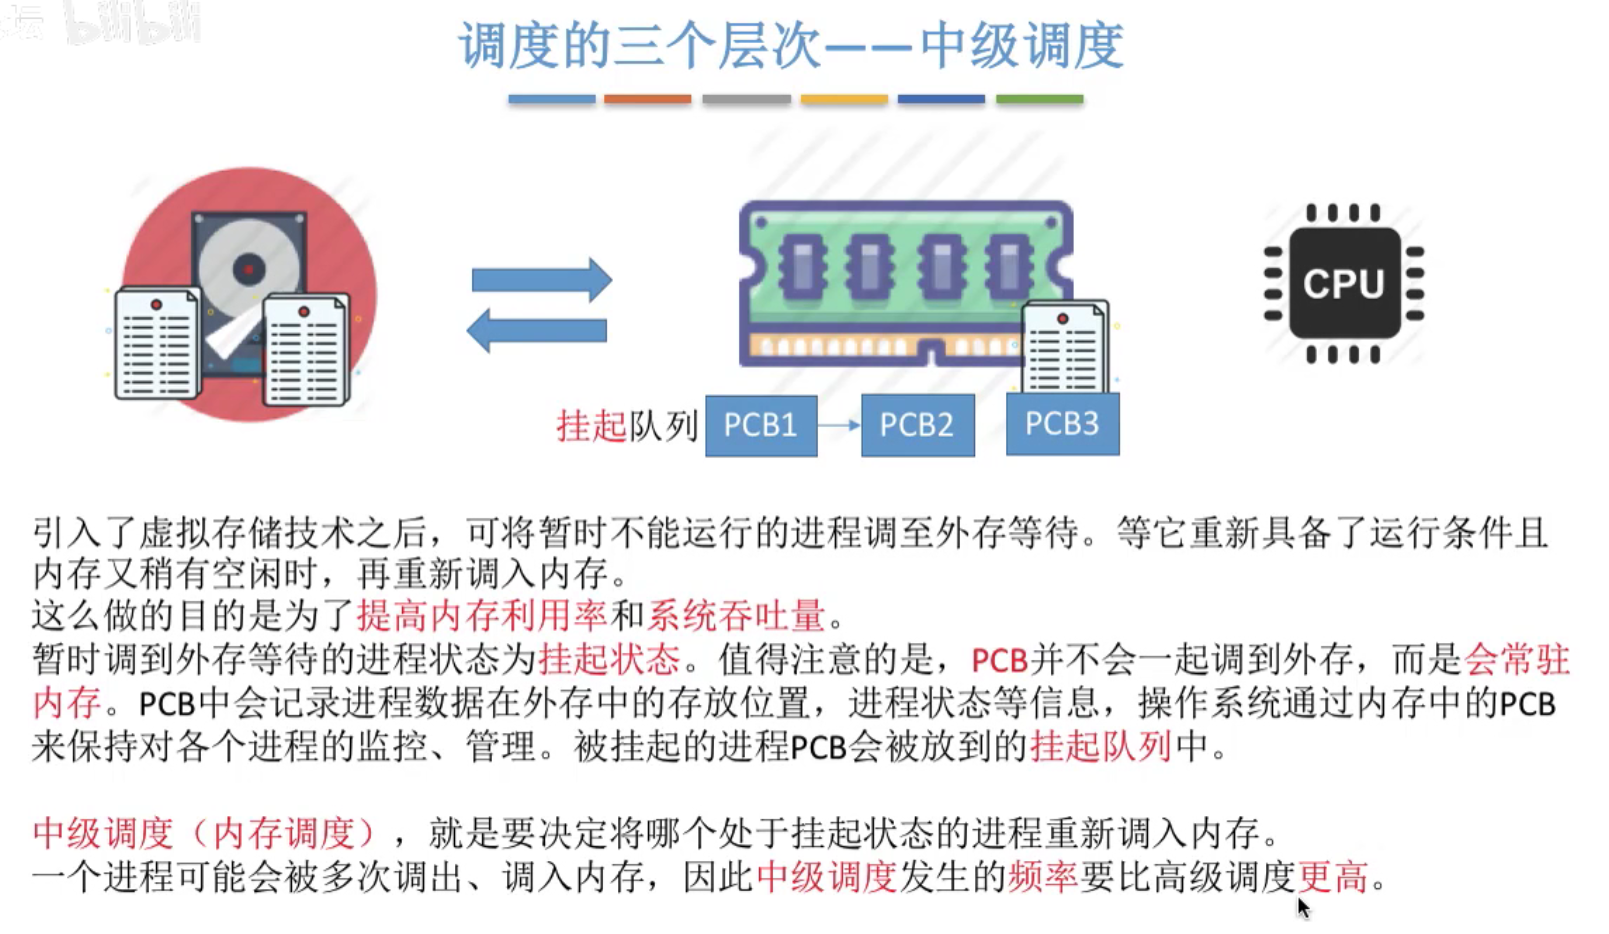 坛 bilibili
调度的三个层次——中级调度
CPU
挂起队列 PCB1 PCB2 PCB3
引入了虚拟存储技术之后，可将暂时不能运行的进程调至外存等待。等它重新具备了运行条件且
内存又稍有空闲时，再重新调入内存。
这么做的目的是为了提高内存利用率和系统吞吐量。
暂时调到外存等待的进程状态为挂起状态。值得注意的是，PCB并不会一起调到外存，而是会常驻
内存。PCB中会记录进程数据在外存中的存放位置，进程状态等信息，操作系统通过内存中的PCB
来保持对各个进程的监控、管理。被挂起的进程PCB会被放到的挂起队列中。
中级调度（内存调度），就是要决定将哪个处于挂起状态的进程重新调入内存。
一个进程可能会被多次调出、调入内存，因此中级调度发生的频率要比高级调度更高。